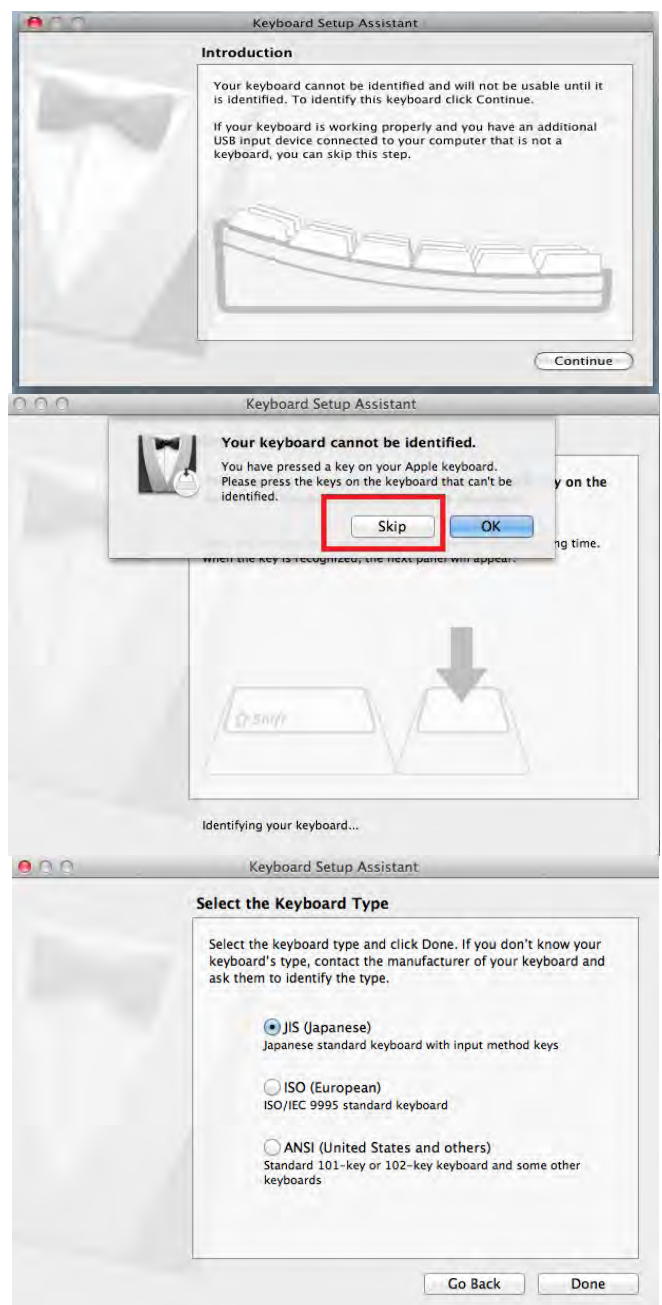 Keyboard Setup Assistant
Introduction
Your keyboard cannot be identified and will not be usable until it
is identified. To identify this keyboard click Continue.
If your keyboard is working properly and you have an additional
USB input device connected to your computer that is not a
keyboard, you can skip this step.
Continue
Keyboard Setup Assistant
Your keyboard cannot be identified.
You have pressed a key on your Apple keyboard.
Please press the keys on the keyboard that can't be
identified.
y on the
Skip
OK
ng time.
When the key is recognized, the next panel will appear.
Shift
Identifying your keyboard...
Keyboard Setup Assistant
Select the Keyboard Type
Select the keyboard type and click Done. If you don't know your
keyboard's type, contact the manufacturer of your keyboard and
ask them to identify the type.
JIS (Japanese)
Japanese standard keyboard with input method keys
ISO (European)
ISO/IEC 9995 standard keyboard
ANSI (United States and others)
Standard 101-key or 102-key keyboard and some other
keyboards
Go Back
Done